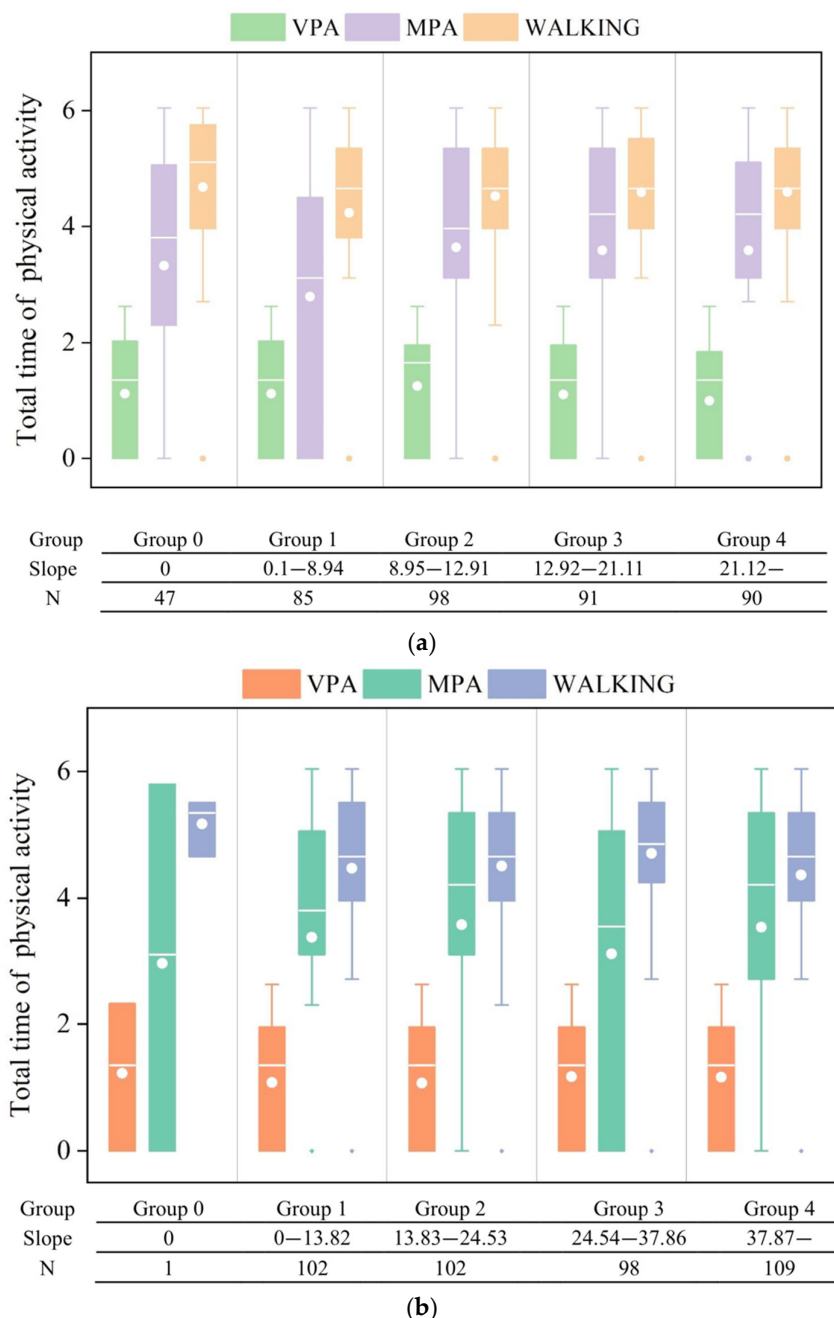 VPA MPA WALKING
Total time of physical activity
6
4
2
0
Group Group 0 Group 1 Group 2 Group 3 Group 4
Slope 0 0.1—8.94 8.95—12.91 12.92—21.11 21.12—
N 47 85 98 91 90
(a)
VPA MPA WALKING
Total time of physical activity
6
4
2
0
Group Group 0 Group 1 Group 2 Group 3 Group 4
Slope 0 0—13.82 13.83—24.53 24.54—37.86 37.87—
N 1 102 102 98 109
(b)